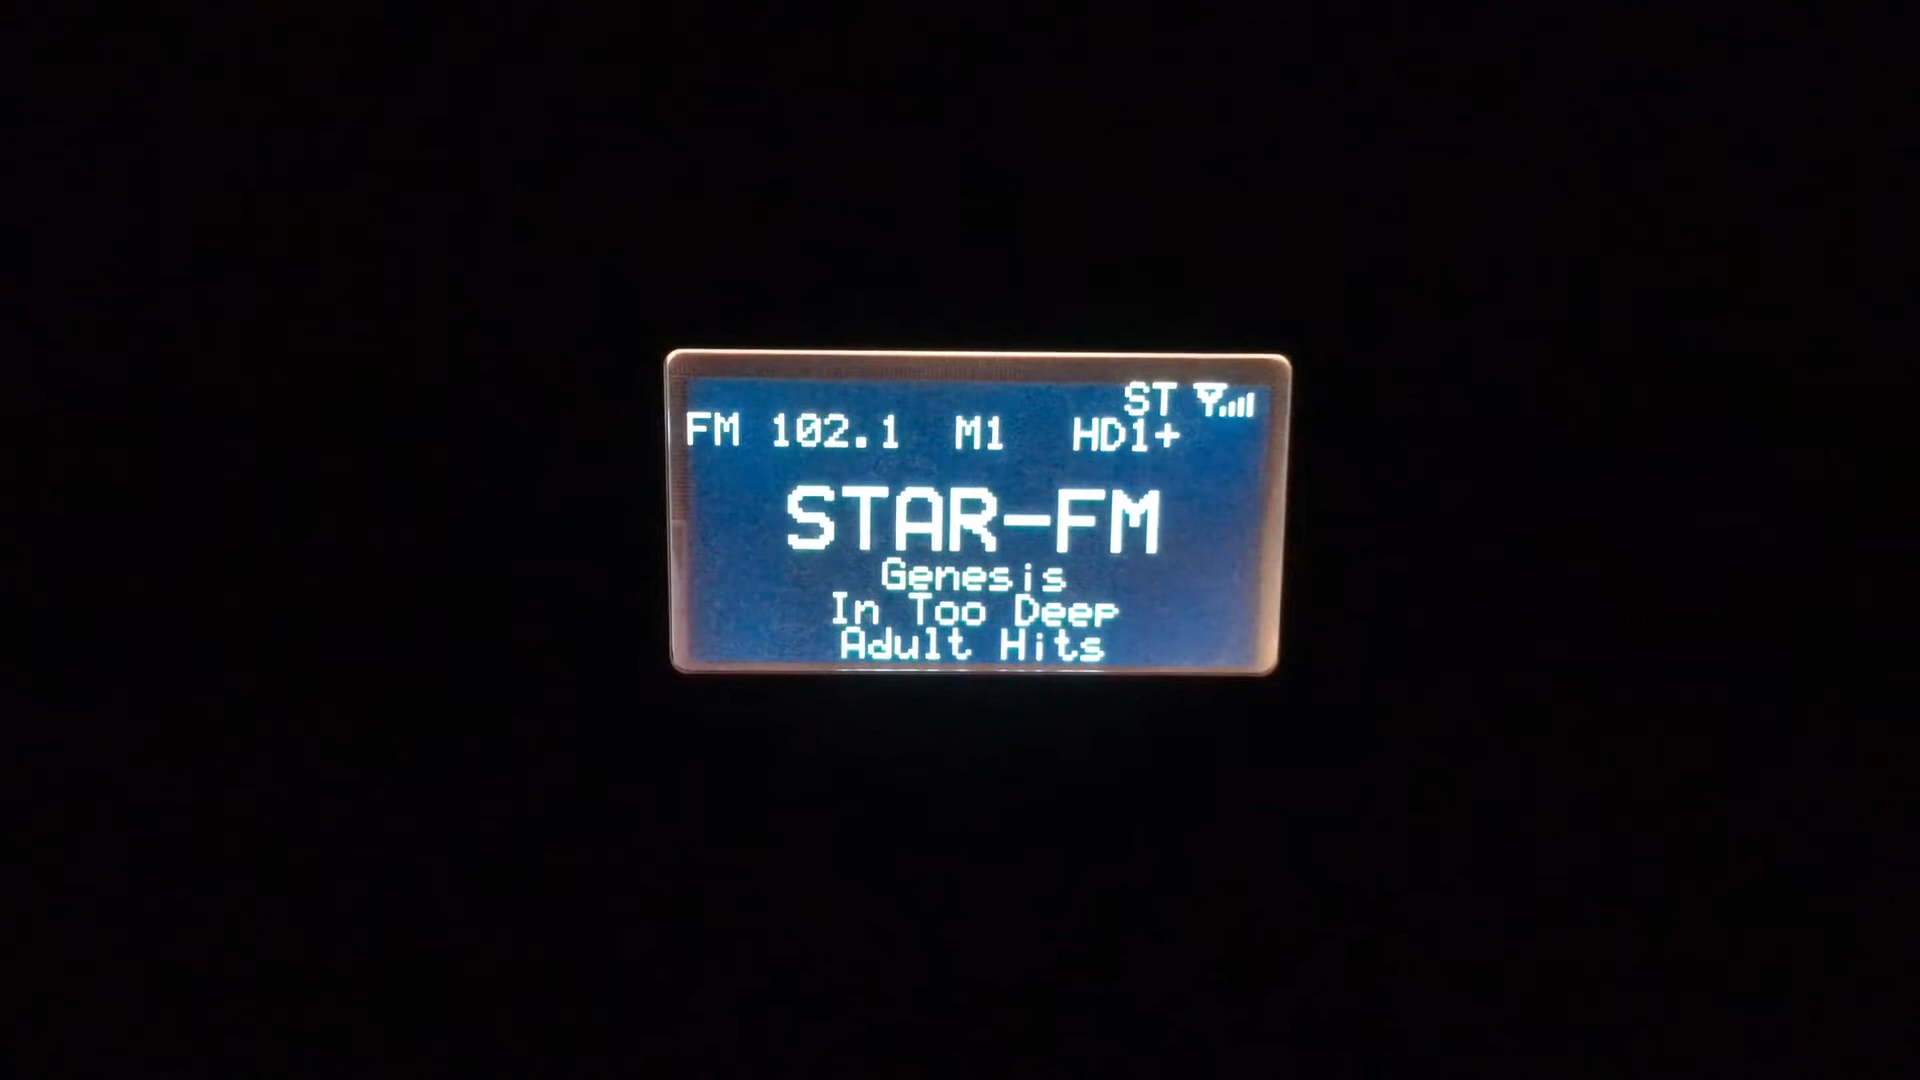 ST
FM 102.1 M1 HD1+
STAR-FM
Genesis
In Too Deep
Adult Hits